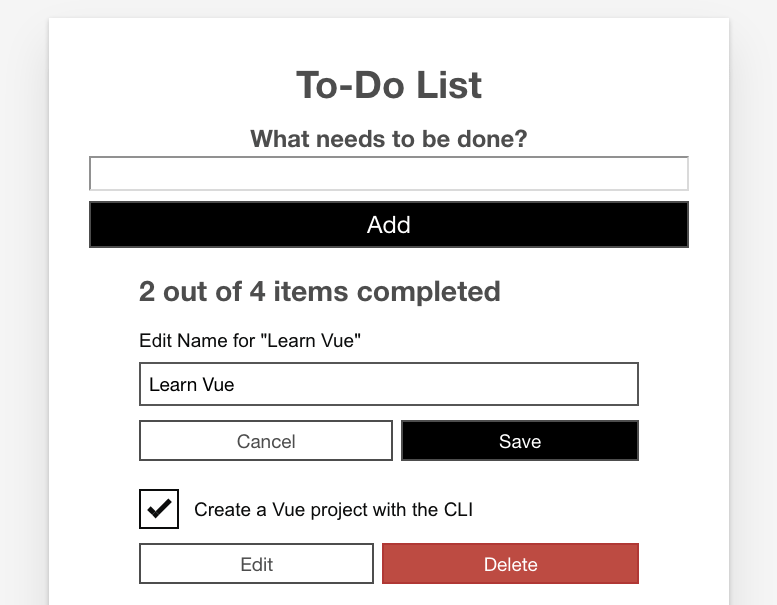 To-Do List
What needs to be done?
Add
2 out of 4 items completed
Edit Name for "Learn Vue"
Learn Vue
Cancel Save
Create a Vue project with the CLI
Edit Delete